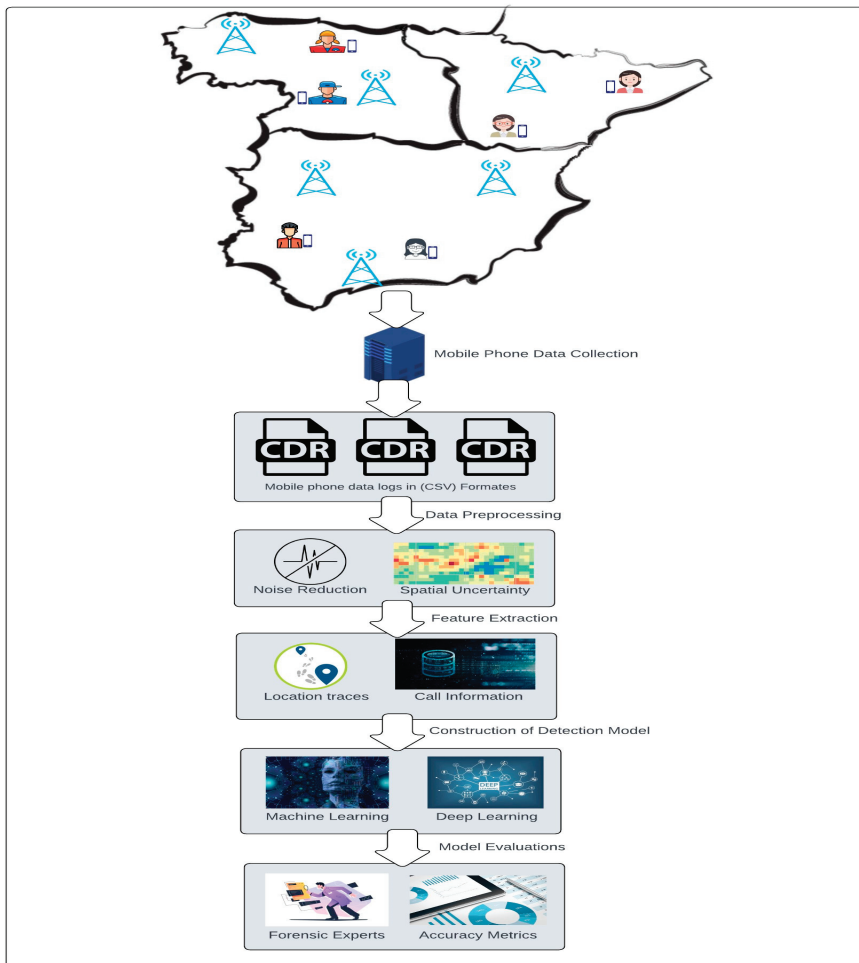 Mobile Phone Data Collection
CDR CDR CDR
Mobile phone data logs in (CSV) Formates
Data Preprocessing
Noise Reduction Spatial Uncertainty
Feature Extraction
Location traces Call Information
Construction of Detection Model
DEEP
Machine Learning Deep Learning
Model Evaluations
Forensic Experts Accuracy Metrics